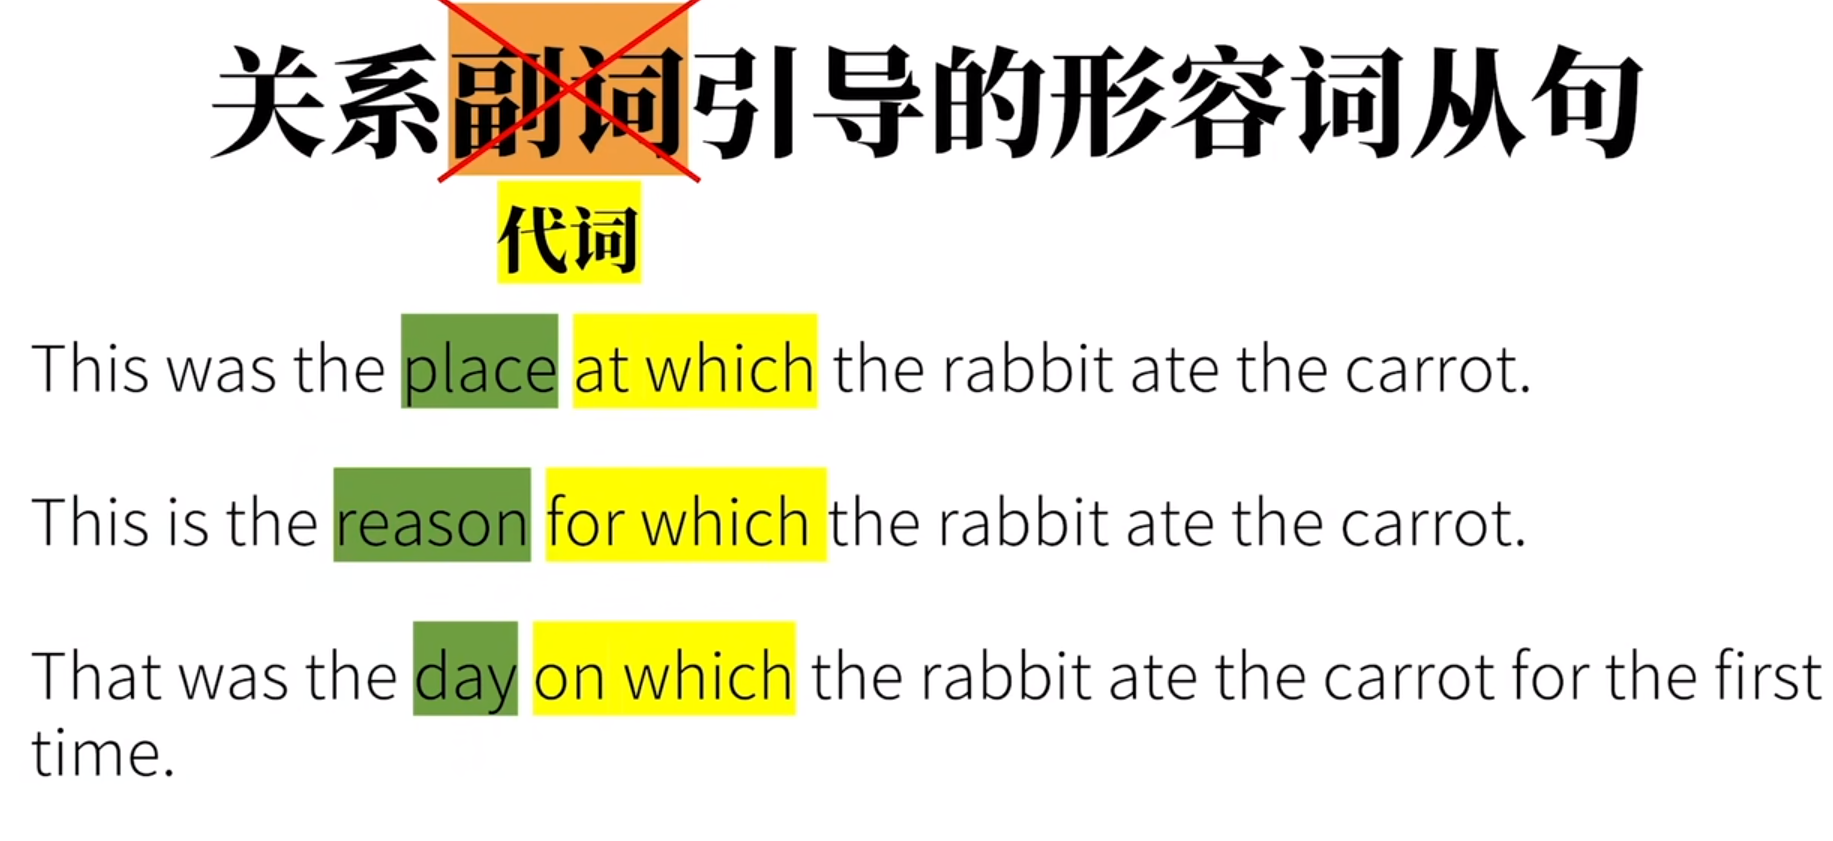 关系副词引导的形容词从句
代词
This was the place at which the rabbit ate the carrot.
This is the reason for which the rabbit ate the carrot.
That was the day on which the rabbit ate the carrot for the first
time.